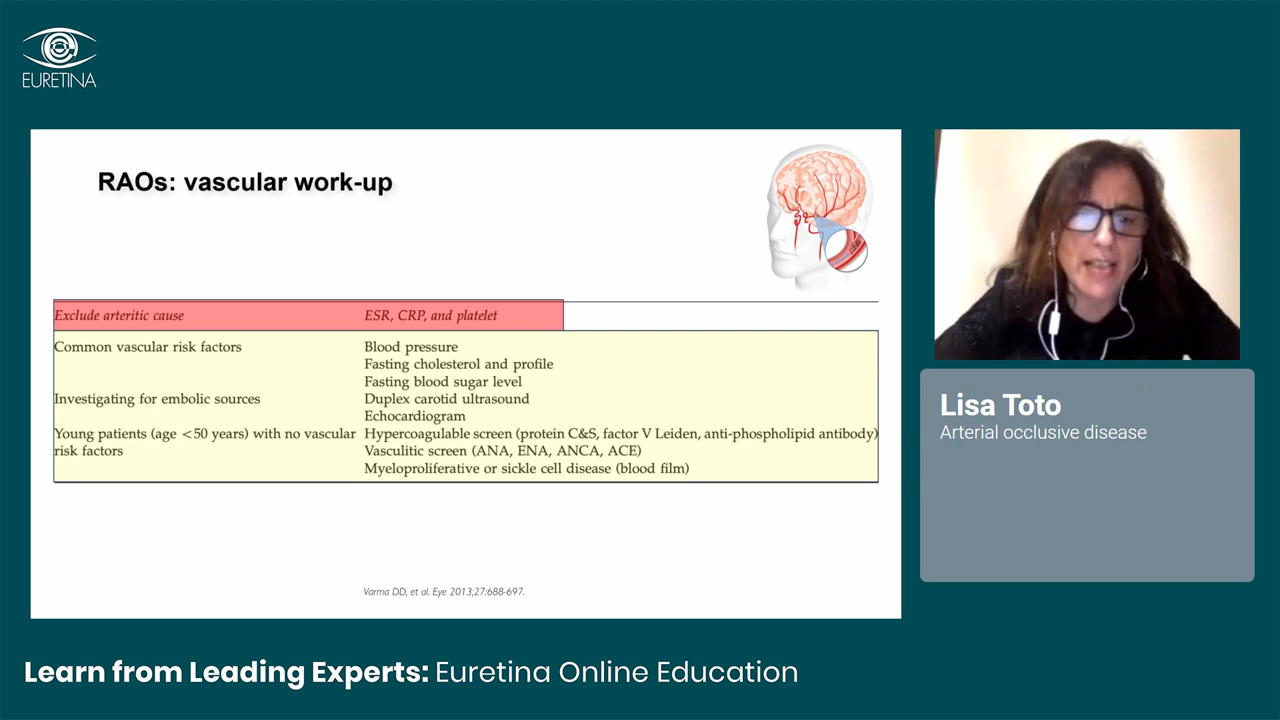 EURETINA
RAOs: vascular work-up
Exclude arteritic cause ESR, CRP, and platelet
Common vascular risk factors Blood pressure
Fasting cholesterol and profile
Fasting blood sugar level
Investigating for embolic sources Duplex carotid ultrasound
Echocardiogram
Young patients (age <50 years) with no vascular Hypercoagulable screen (protein C&S, factor V Leiden, anti-phospholipid antibody)
risk factors Vasculitic screen (ANA, ENA, ANCA, ACE)
Myeloproliferative or sickle cell disease (blood film)
Varma DD, et al. Eye 2013;27:688-697.
Lisa Toto
Arterial occlusive disease
Learn from Leading Experts: Euretina Online Education